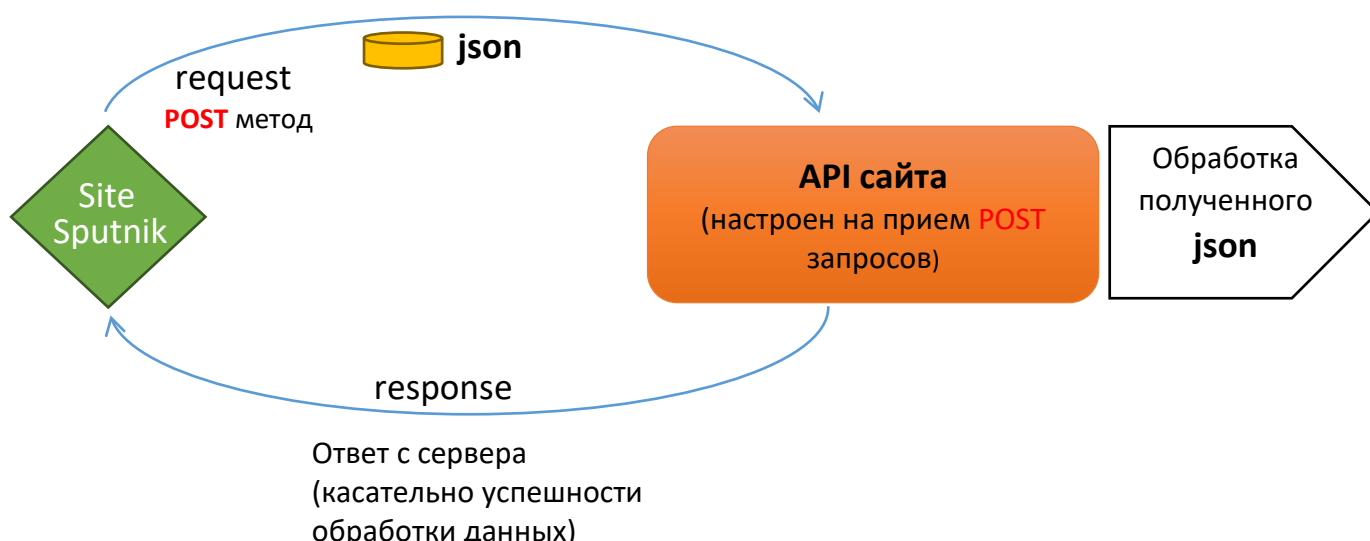 json
request
POST метод
Site
Sputnik
API сайта
(настроен на прием POST
запросов)
Обработка
полученного
json
response
Ответ с сервера
(касательно успешности
обработки данных)